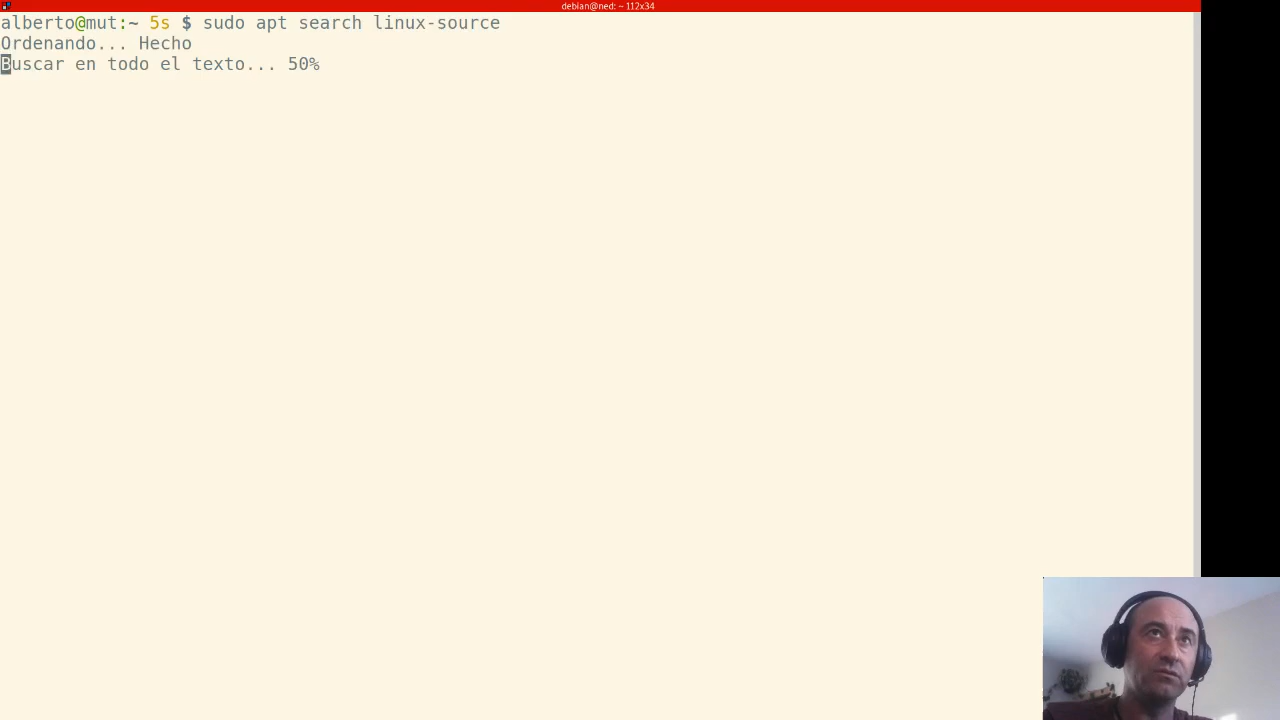 debian@ned: ~ 112x34
alberto@mut:~ 5s $ sudo apt search linux-source
Ordenando... Hecho
Buscar en todo el texto... 50%